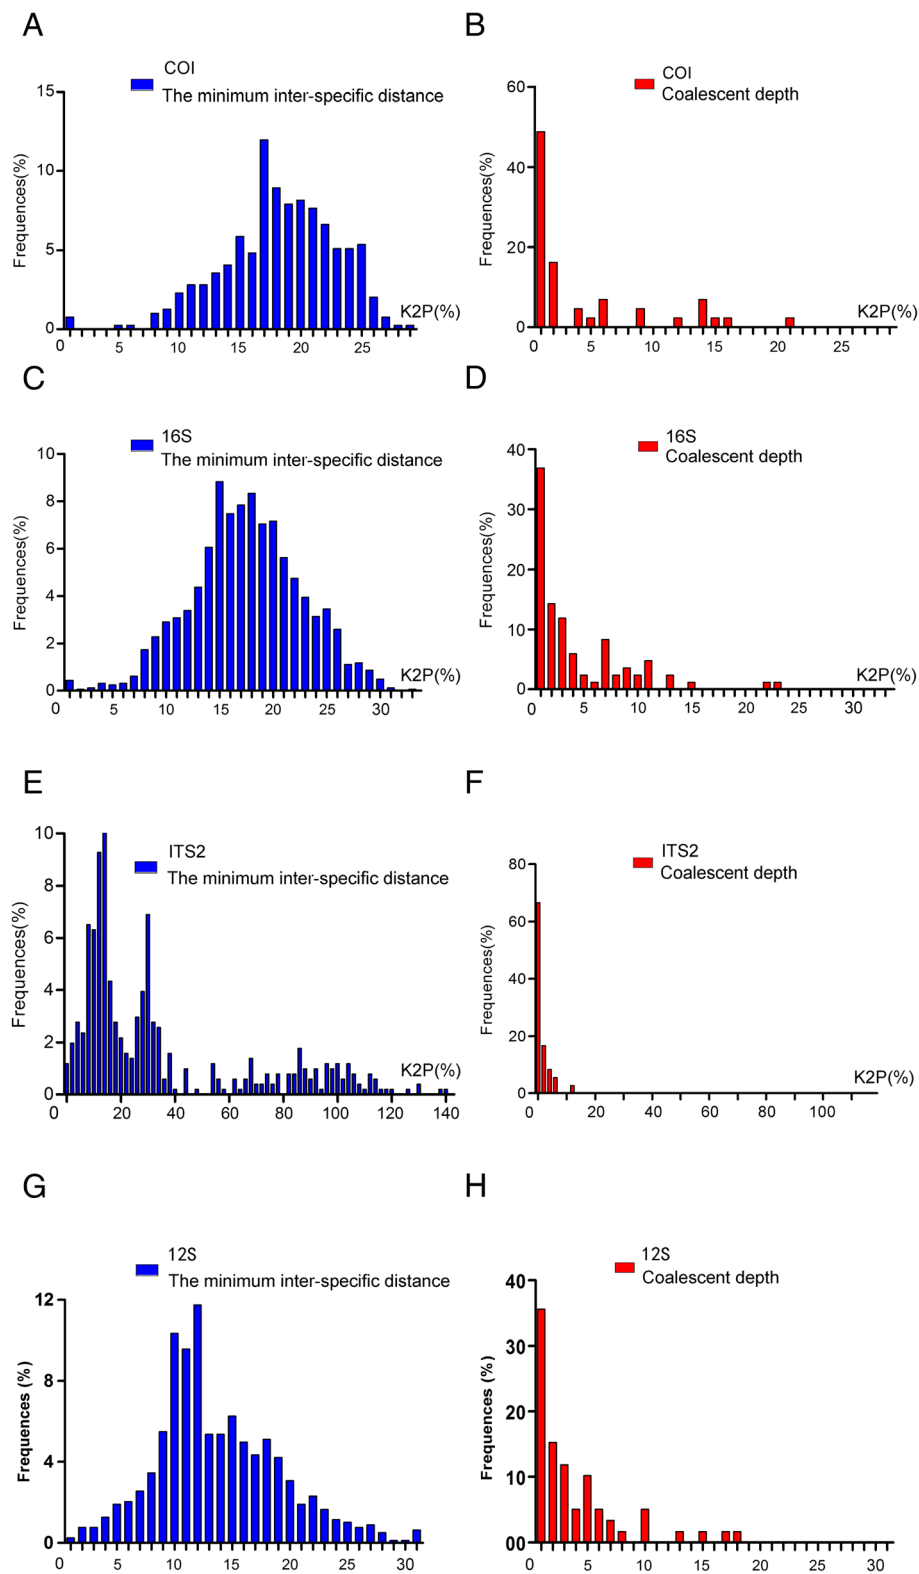 A
COI
The minimum inter-specific distance
Frequences(%)
15
10
5
0
K2P(%)
0 5 10 15 20 25
B
COI
Coalescent depth
Frequences(%)
60
40
20
0
K2P(%)
0 5 10 15 20 25
C
16S
The minimum inter-specific distance
Frequences(%)
10
8
6
4
2
0
K2P(%)
0 5 10 15 20 25 30
D
16S
Coalescent depth
Frequences(%)
40
30
20
10
0
K2P(%)
0 5 10 15 20 25 30
E
ITS2
The minimum inter-specific distance
Frequences(%)
10
8
6
4
2
0
K2P(%)
0 20 40 60 80 100 120 140
F
ITS2
Coalescent depth
Frequences(%)
80
60
40
20
0
K2P(%)
0 20 40 60 80 100
G
12S
The minimum inter-specific distance
Frequences (%)
12
8
4
0
0 5 10 15 20 25 30
H
12S
Coalescent depth
Frequences (%)
40
30
20
10
00
0 5 10 15 20 25 30